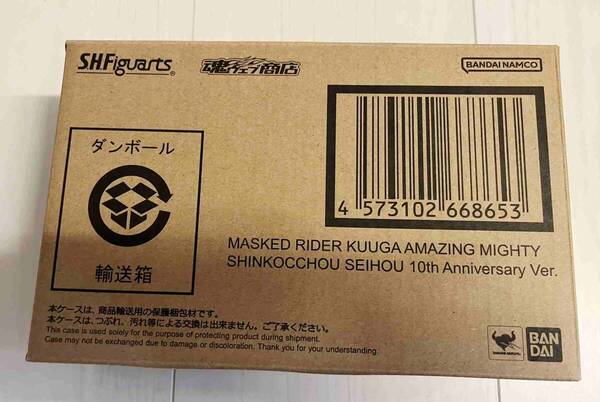 S.H.Figuarts®
魂ウェブ商店
BANDAI NAMCO
ダンボール
輸送箱
4 573102 668653
MASKED RIDER KUUGA AMAZING MIGHTY
SHINKOCCHOU SEIHOU 10th Anniversary Ver.
本ケースは、商品輸送用の保護梱包材です。
本ケースは、つぶれ、汚れ等による交換は出来ません。ご了承ください。
This case is used solely for the purpose of protecting product during shipment.
Case may not be exchanged due to damage or discoloration. Thank you for your understanding.
BAN
DAI